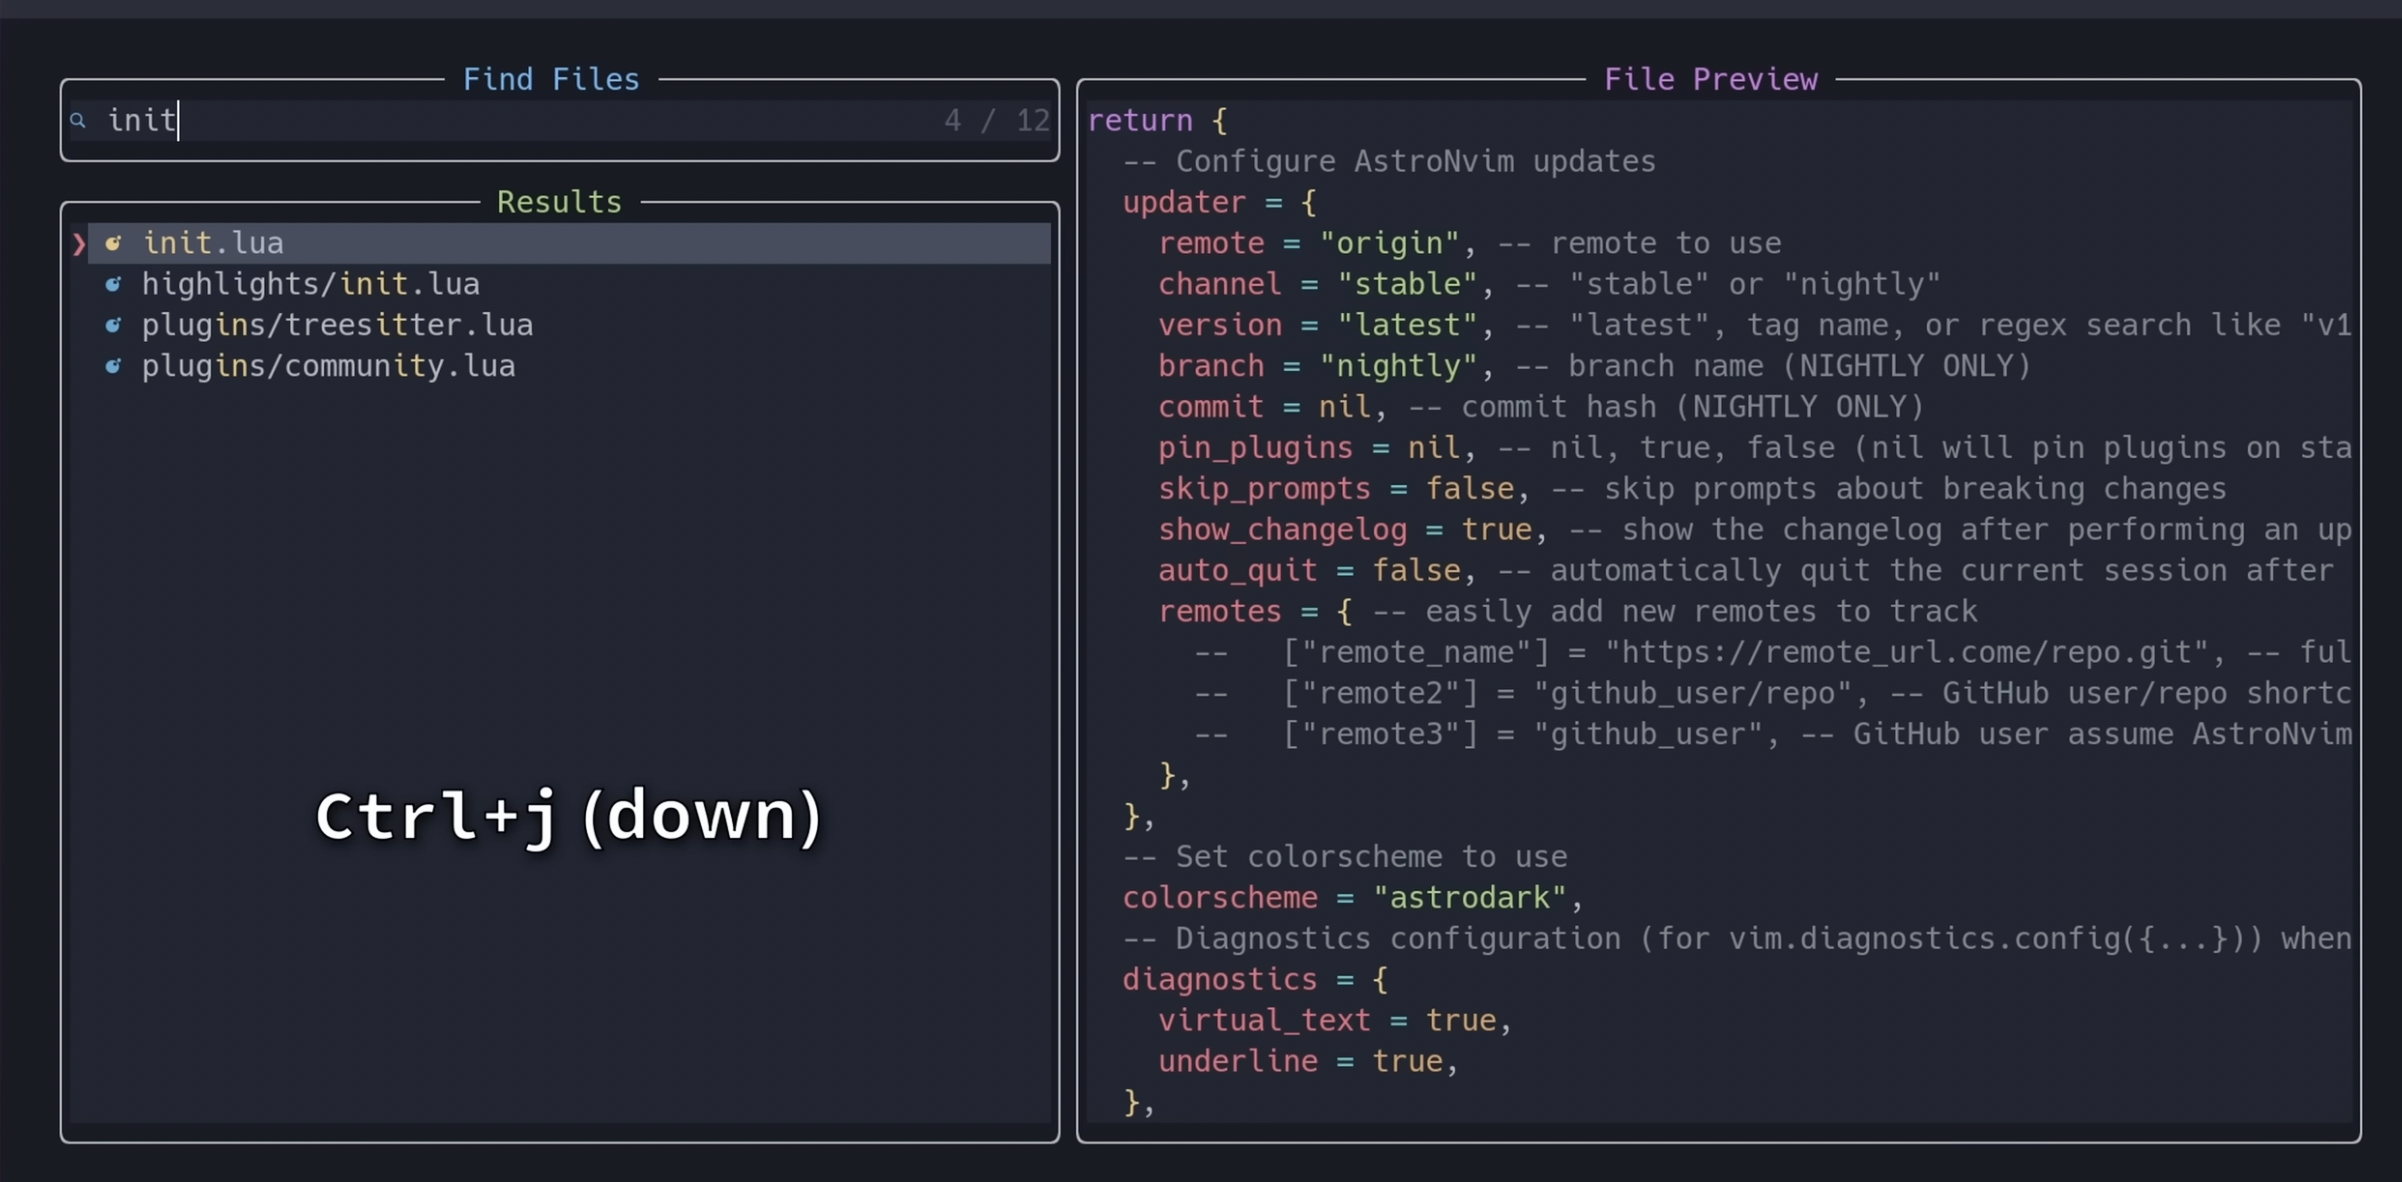 Find Files
init 4 / 12
Results
init.lua
highlights/init.lua
plugins/treesitter.lua
plugins/community.lua
Ctrl+j (down)
File Preview
return {
  -- Configure AstroNvim updates
  updater = {
    remote = "origin", -- remote to use
    channel = "stable", -- "stable" or "nightly"
    version = "latest", -- "latest", tag name, or regex search like "v1
    branch = "nightly", -- branch name (NIGHTLY ONLY)
    commit = nil, -- commit hash (NIGHTLY ONLY)
    pin_plugins = nil, -- nil, true, false (nil will pin plugins on sta
    skip_prompts = false, -- skip prompts about breaking changes
    show_changelog = true, -- show the changelog after performing an up
    auto_quit = false, -- automatically quit the current session after
    remotes = { -- easily add new remotes to track
      --   ["remote_name"] = "https://remote_url.come/repo.git", -- ful
      --   ["remote2"] = "github_user/repo", -- GitHub user/repo shortc
      --   ["remote3"] = "github_user", -- GitHub user assume AstroNvim
    },
  },
  -- Set colorscheme to use
  colorscheme = "astrodark",
  -- Diagnostics configuration (for vim.diagnostics.config({...})) when
  diagnostics = {
    virtual_text = true,
    underline = true,
  },